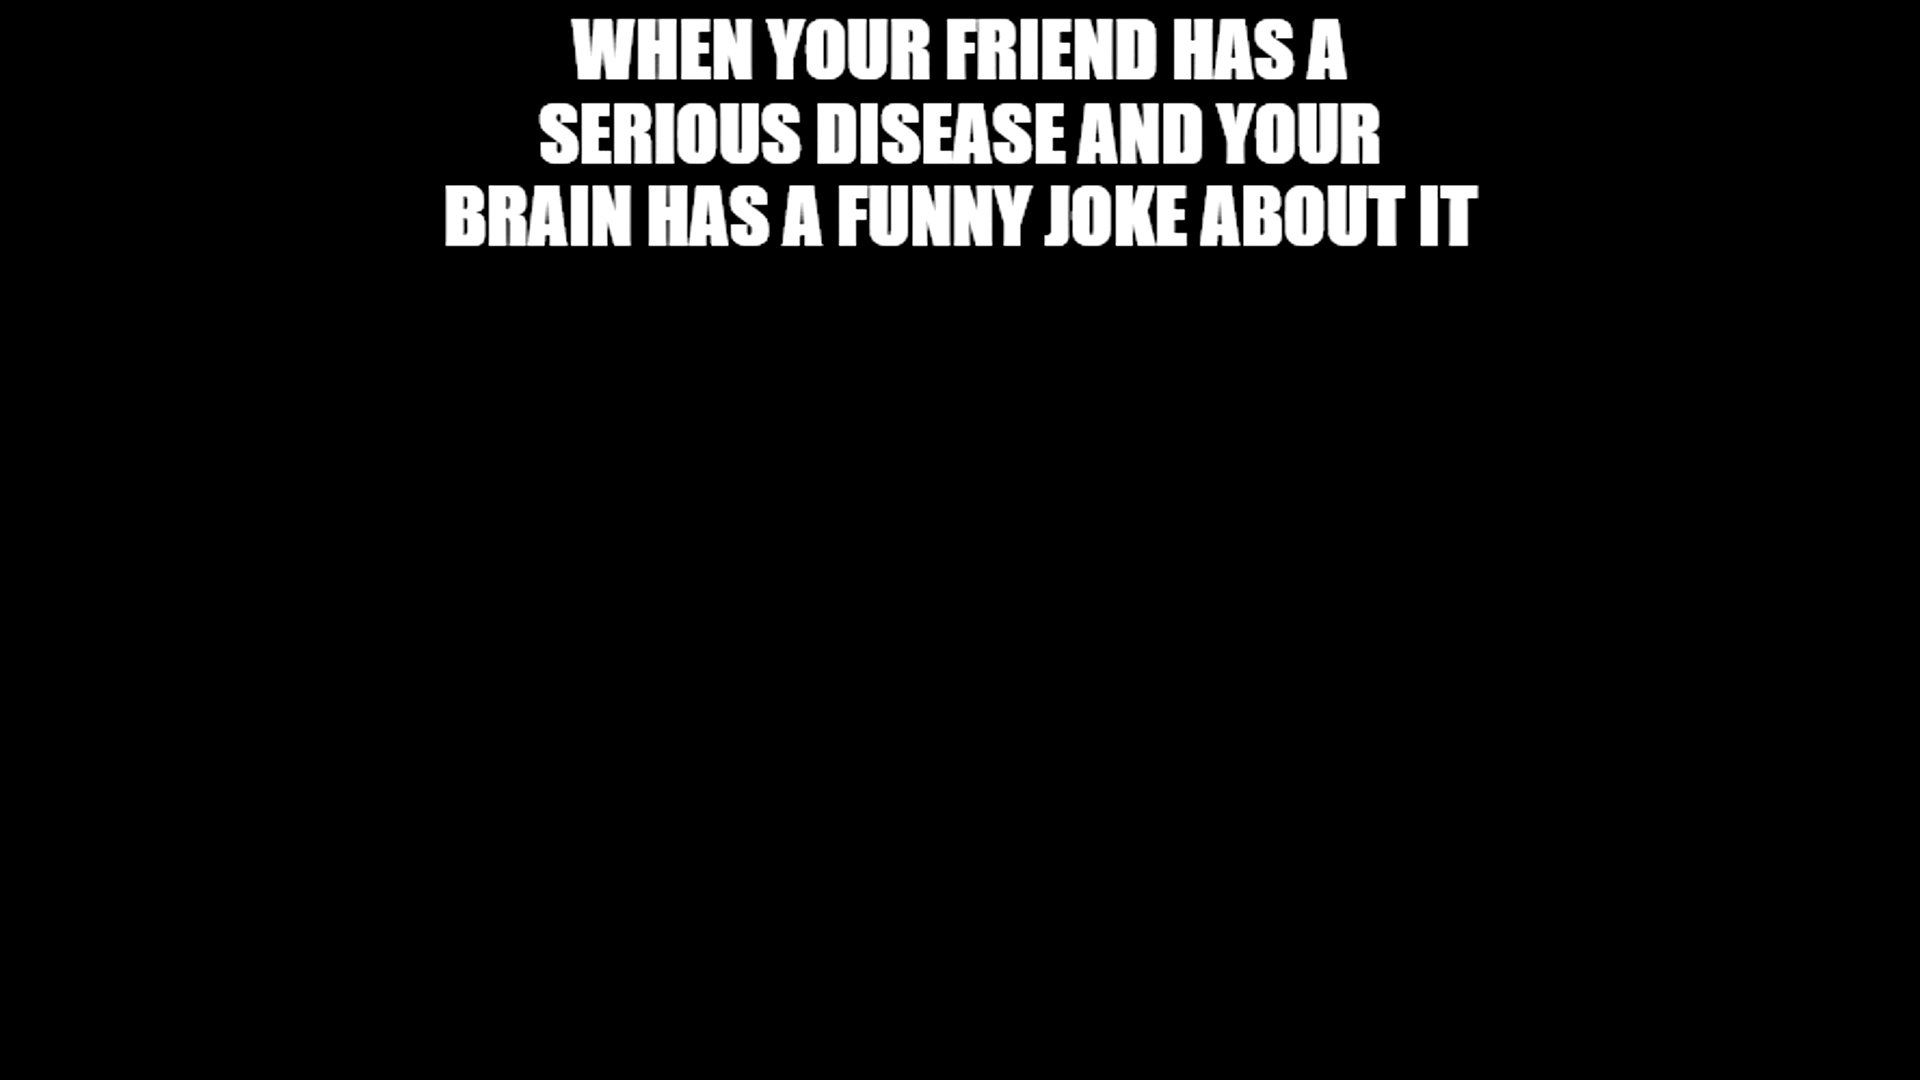 WHEN YOUR FRIEND HAS A
SERIOUS DISEASE AND YOUR
BRAIN HAS A FUNNY JOKE ABOUT IT